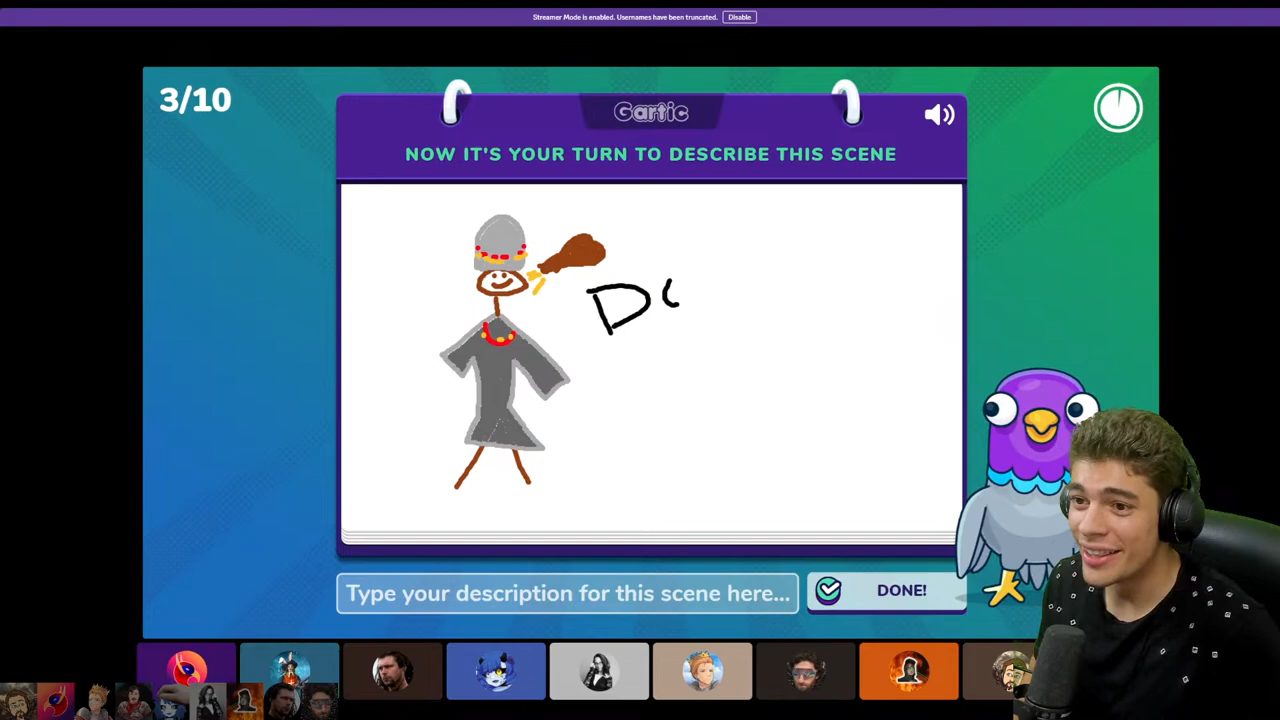 Streamer Mode is enabled. Usernames have been truncated. Disable
3/10
Gartic
NOW IT'S YOUR TURN TO DESCRIBE THIS SCENE
D
Type your description for this scene here...
DONE!